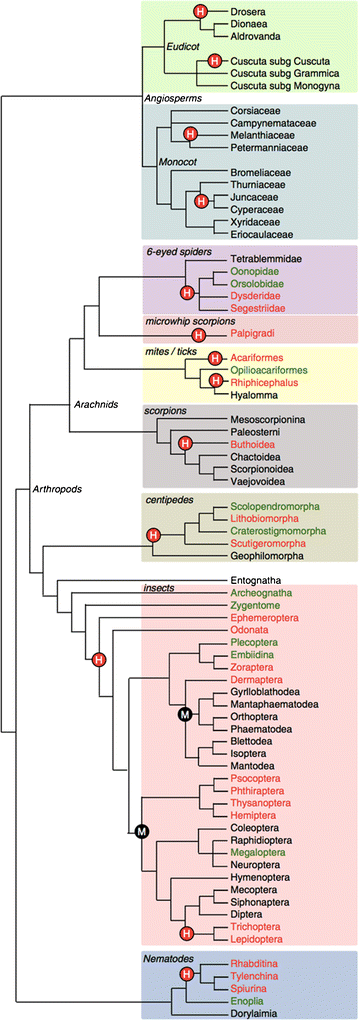 H
Drosera
Dionaea
Aldrovanda
Eudicot
H
Cuscuta subg Cuscuta
Cuscuta subg Grammica
Cuscuta subg Monogyna
Angiosperms
Corsiaceae
Campynemataceae
H
Melanthiaceae
Petermanniaceae
Monocot
Bromeliaceae
Thurniaceae
H
Juncaceae
Cyperaceae
Xyridaceae
Eriocaulaceae
6-eyed spiders
Tetrablemmidae
Oonopidae
Orsolobidae
H
Dysderidae
Segestriidae
microwhip scorpions
H
Palpigradi
mites / ticks
H
Acariformes
Opilioacariformes
H
Rhiphicephalus
Hyalomma
Arachnids
scorpions
Mesoscorpionina
Paleosterni
H
Buthoidea
Chactoidea
Scorpionoidea
Vaejovoidea
Arthropods
centipedes
Scolopendromorpha
Lithobiomorpha
H
Craterostigmomorpha
Scutigeromorpha
Geophilomorpha
Entognatha
insects
Archeognatha
Zygentome
Ephemeroptera
Odonata
H
Plecoptera
Embiidina
Zoraptera
Dermaptera
Gyrlloblathodea
Mantaphaematodea
M
Orthoptera
Phaematodea
Blettodea
Isoptera
Mantodea
Psocoptera
Phthiraptera
Thysanoptera
Hemiptera
M
Coleoptera
Raphidioptera
Megaloptera
Neuroptera
Hymenoptera
Mecoptera
Siphonaptera
Diptera
H
Trichoptera
Lepidoptera
Nematodes
Rhabditina
H
Tylenchina
Spiurina
Enoplia
Dorylaimia